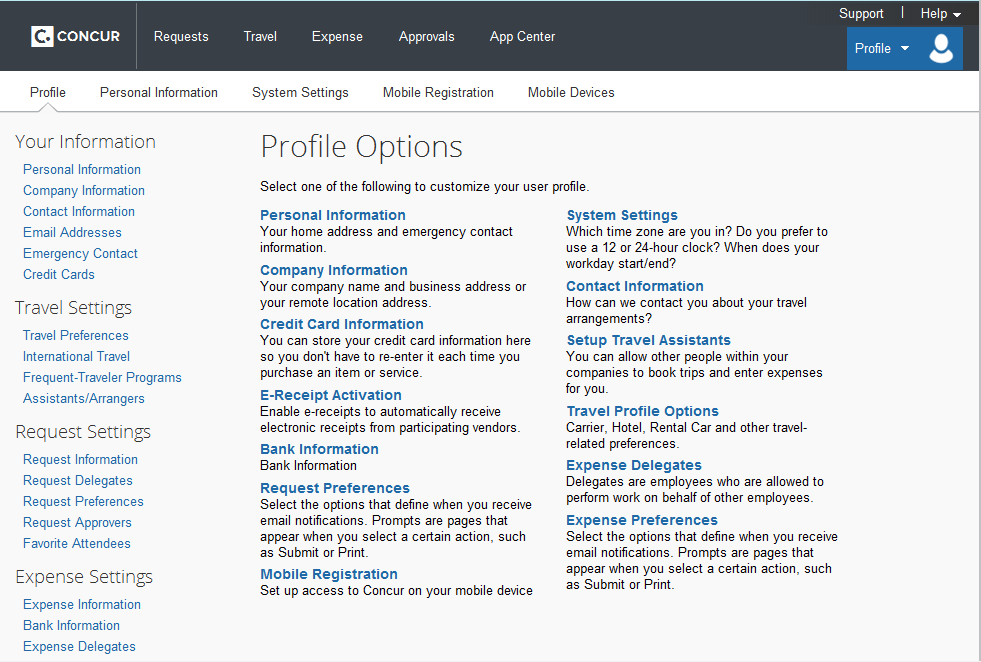 Support | Help
C. CONCUR Requests Travel Expense Approvals App Center
Profile
Profile Personal Information System Settings Mobile Registration Mobile Devices
Your Information
Personal Information
Company Information
Contact Information
Email Addresses
Emergency Contact
Credit Cards
Travel Settings
Travel Preferences
International Travel
Frequent-Traveler Programs
Assistants/Arrangers
Request Settings
Request Information
Request Delegates
Request Preferences
Request Approvers
Favorite Attendees
Expense Settings
Expense Information
Bank Information
Expense Delegates
Profile Options
Select one of the following to customize your user profile.
Personal Information
Your home address and emergency contact
information.
Company Information
Your company name and business address or
your remote location address.
Credit Card Information
You can store your credit card information here
so you don't have to re-enter it each time you
purchase an item or service.
E-Receipt Activation
Enable e-receipts to automatically receive
electronic receipts from participating vendors.
Bank Information
Bank Information
Request Preferences
Select the options that define when you receive
email notifications. Prompts are pages that
appear when you select a certain action, such
as Submit or Print.
Mobile Registration
Set up access to Concur on your mobile device
System Settings
Which time zone are you in? Do you prefer to
use a 12 or 24-hour clock? When does your
workday start/end?
Contact Information
How can we contact you about your travel
arrangements?
Setup Travel Assistants
You can allow other people within your
companies to book trips and enter expenses
for you.
Travel Profile Options
Carrier, Hotel, Rental Car and other travel-
related preferences.
Expense Delegates
Delegates are employees who are allowed to
perform work on behalf of other employees.
Expense Preferences
Select the options that define when you receive
email notifications. Prompts are pages that
appear when you select a certain action, such
as Submit or Print.